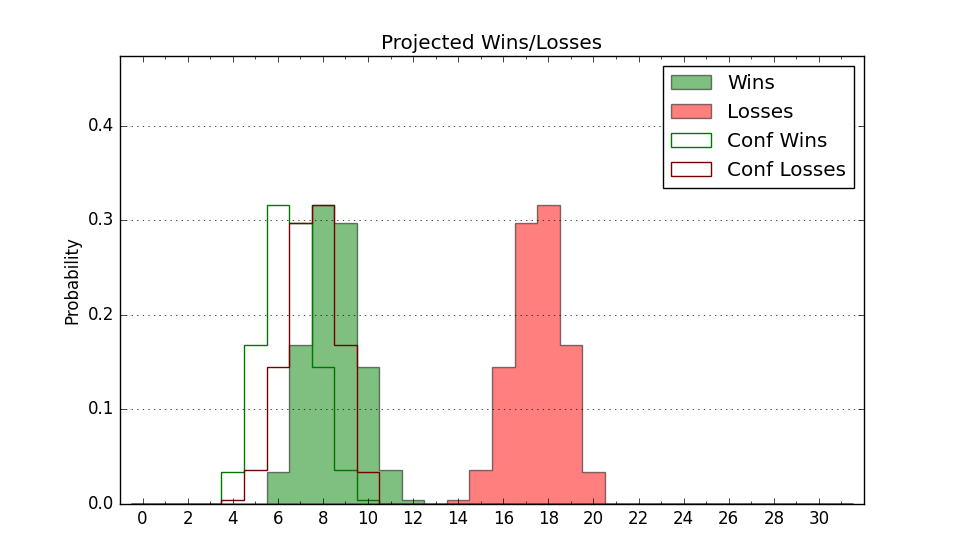 Projected Wins/Losses
Wins
Losses
Conf Wins
Conf Losses
Probability
0.4
0.3
0.2
0.1
0.0
0 2 4 6 8 10 12 14 16 18 20 22 24 26 28 30